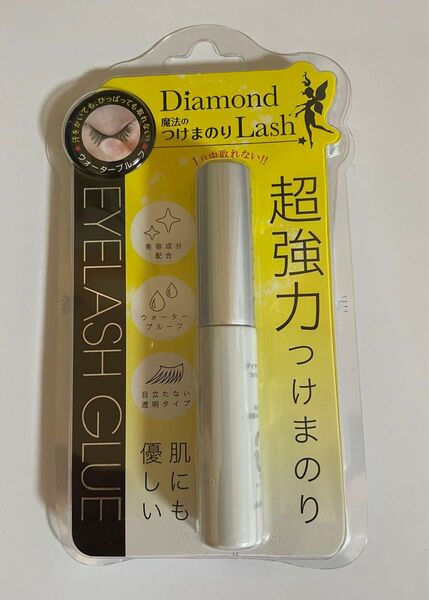 汗をかいても、ひっぱっても取れない!
ウォータープルーフ
Diamond
魔法の
つけまのり Lash
1日中取れない!!
EYELASH GLUE
美容成分
配合
ウォーター
プルーフ
目立たない
透明タイプ
超強力つけまのり
肌にも
優しい